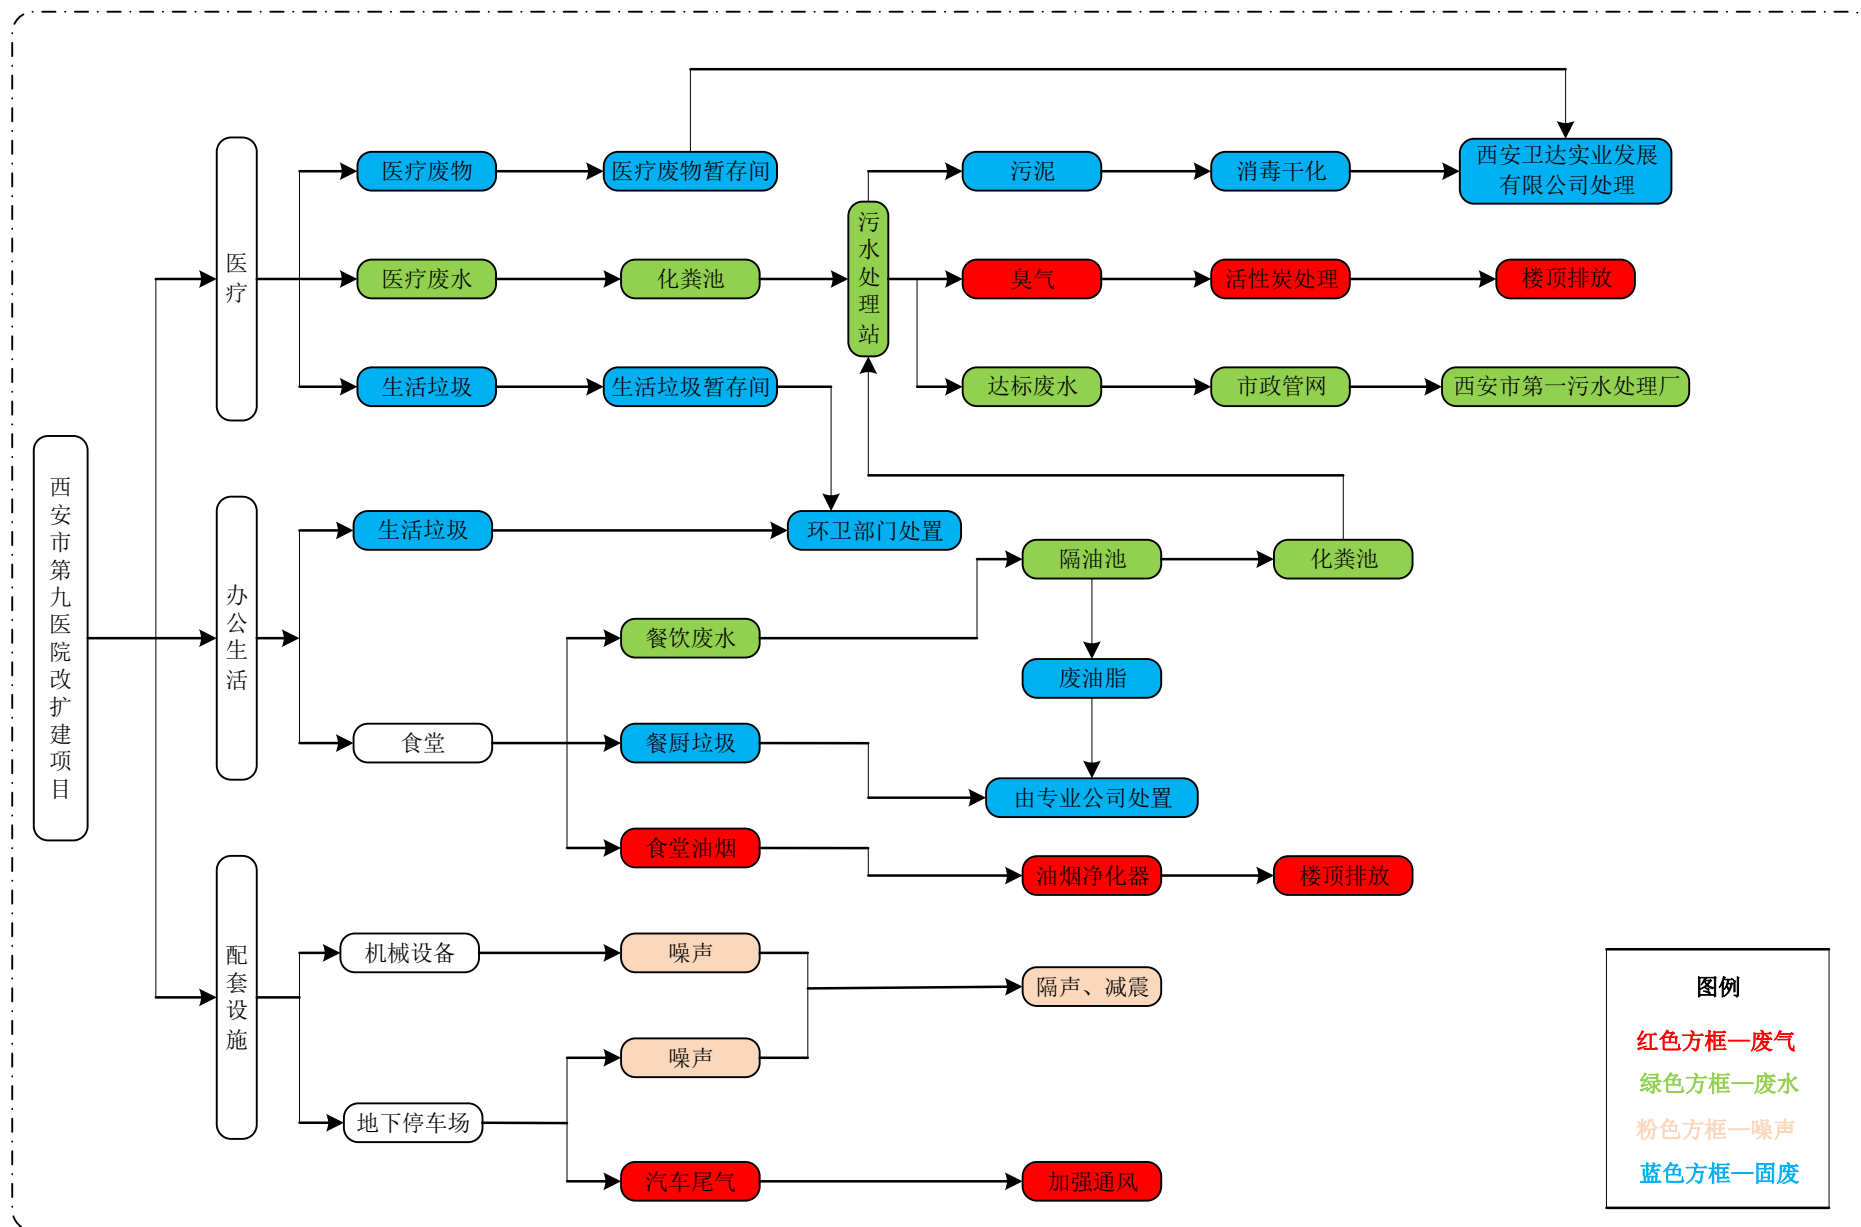 西安市第九医院改扩建项目
医疗
医疗废物
医疗废物暂存间
污泥
消毒干化
西安卫达实业发展
有限公司处理
污水处理站
医疗废水
化粪池
臭气
活性炭处理
楼顶排放
生活垃圾
生活垃圾暂存间
达标废水
市政管网
西安市第一污水处理厂
办公生活
生活垃圾
环卫部门处置
隔油池
化粪池
餐饮废水
废油脂
食堂
餐厨垃圾
由专业公司处置
食堂油烟
油烟净化器
楼顶排放
配套设施
机械设备
噪声
隔声、减震
噪声
地下停车场
汽车尾气
加强通风
图例
红色方框—废气
绿色方框—废水
粉色方框—噪声
蓝色方框—固废